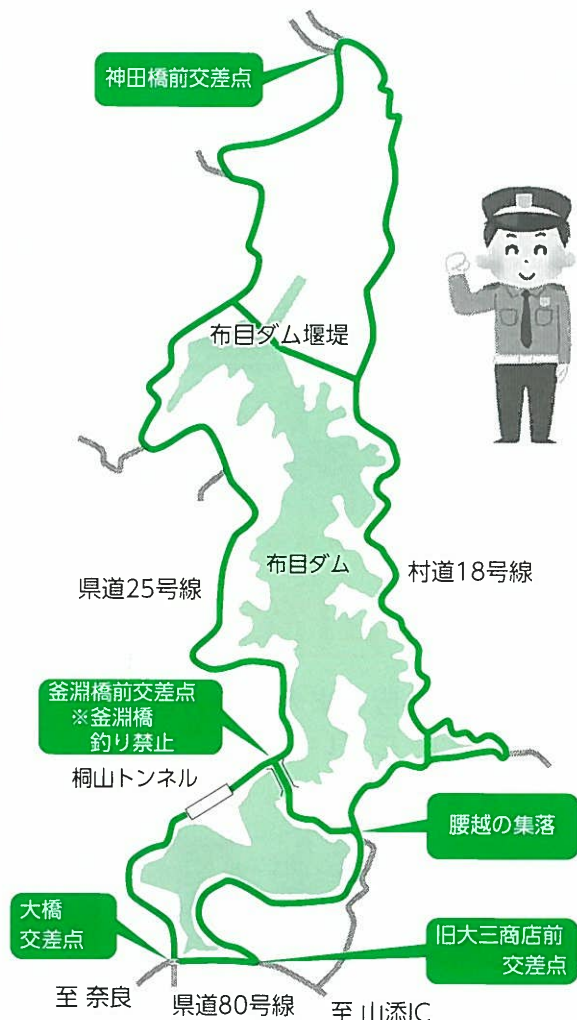 神田橋前交差点
布目ダム堰堤
布目ダム
県道25号線
村道18号線
釜淵橋前交差点
※釜淵橋
釣り禁止
桐山トンネル
腰越の集落
大橋
交差点
旧大三商店前
交差点
至 奈良
県道80号線
至 山添IC